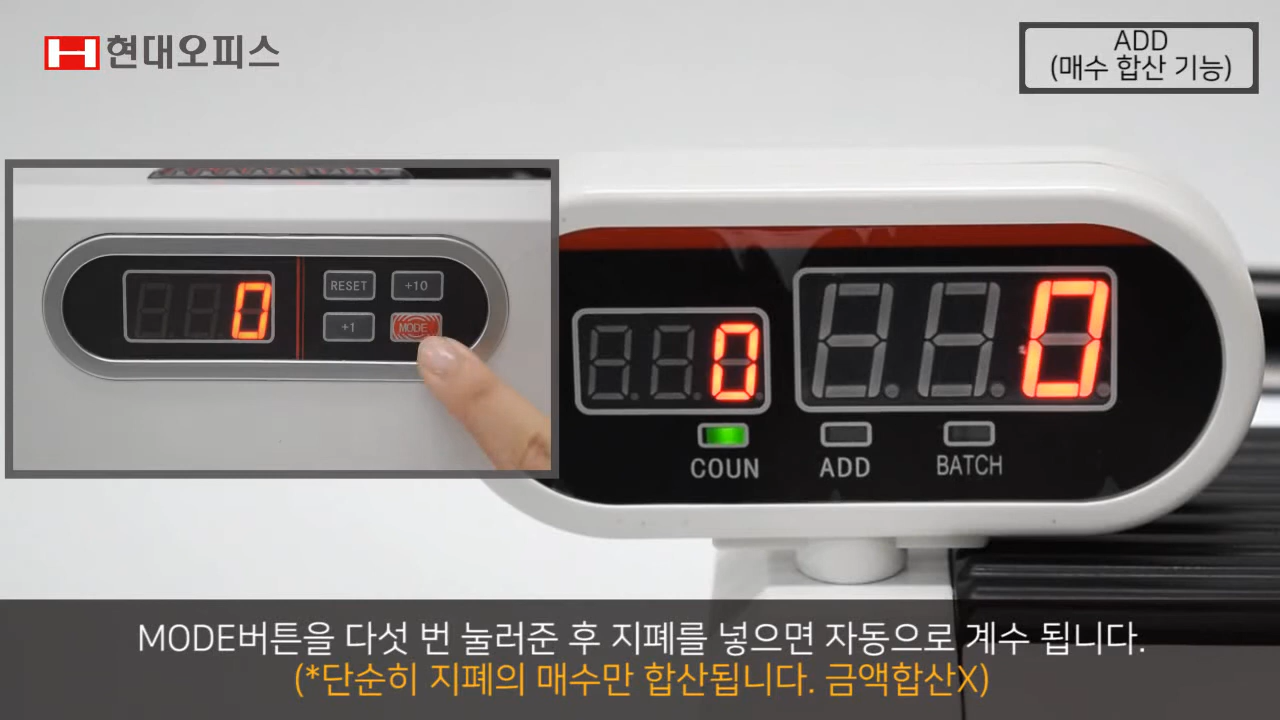 현대오피스
ADD
(매수 합산 기능)
0
RESET
+10
+1
MODE
0
0
COUN
ADD
BATCH
MODE버튼을 다섯 번 눌러준 후 지폐를 넣으면 자동으로 계수 됩니다.
(*단순히 지폐의 매수만 합산됩니다. 금액합산X)